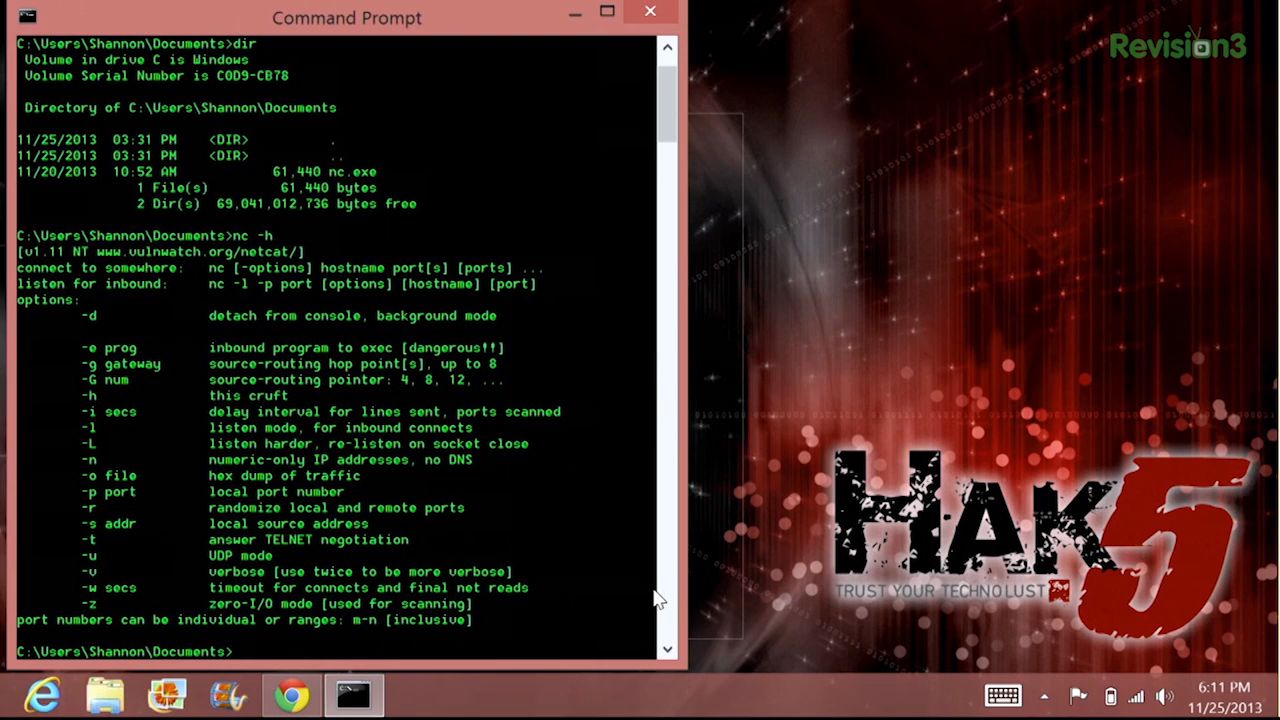 Command Prompt
C:\Users\Shannon\Documents>dir
Volume in drive C is Windows
Volume Serial Number is C0D9-CB78
Directory of C:\Users\Shannon\Documents
11/25/2013 03:31 PM <DIR> .
11/25/2013 03:31 PM <DIR> ..
11/20/2013 10:52 AM 61,440 nc.exe
1 File(s) 61,440 bytes
2 Dir(s) 69,041,012,736 bytes free
C:\Users\Shannon\Documents>nc -h
[v1.11 NT www.vulnwatch.org/netcat/]
connect to somewhere: nc [-options] hostname port[s] [ports] ...
listen for inbound: nc -l -p port [options] [hostname] [port]
options:
-d detach from console, background mode
-e prog inbound program to exec [dangerous!!]
-g gateway source-routing hop point[s], up to 8
-G num source-routing pointer: 4, 8, 12, ...
-h this cruft
-i secs delay interval for lines sent, ports scanned
-l listen mode, for inbound connects
-L listen harder, re-listen on socket close
-n numeric-only IP addresses, no DNS
-o file hex dump of traffic
-p port local port number
-r randomize local and remote ports
-s addr local source address
-t answer TELNET negotiation
-u UDP mode
-v verbose [use twice to be more verbose]
-w secs timeout for connects and final net reads
-z zero-I/O mode [used for scanning]
port numbers can be individual or ranges: m-n [inclusive]
C:\Users\Shannon\Documents>
Revision3
HAK5
TRUST YOUR TECHNOLUST
6:11 PM
11/25/2013